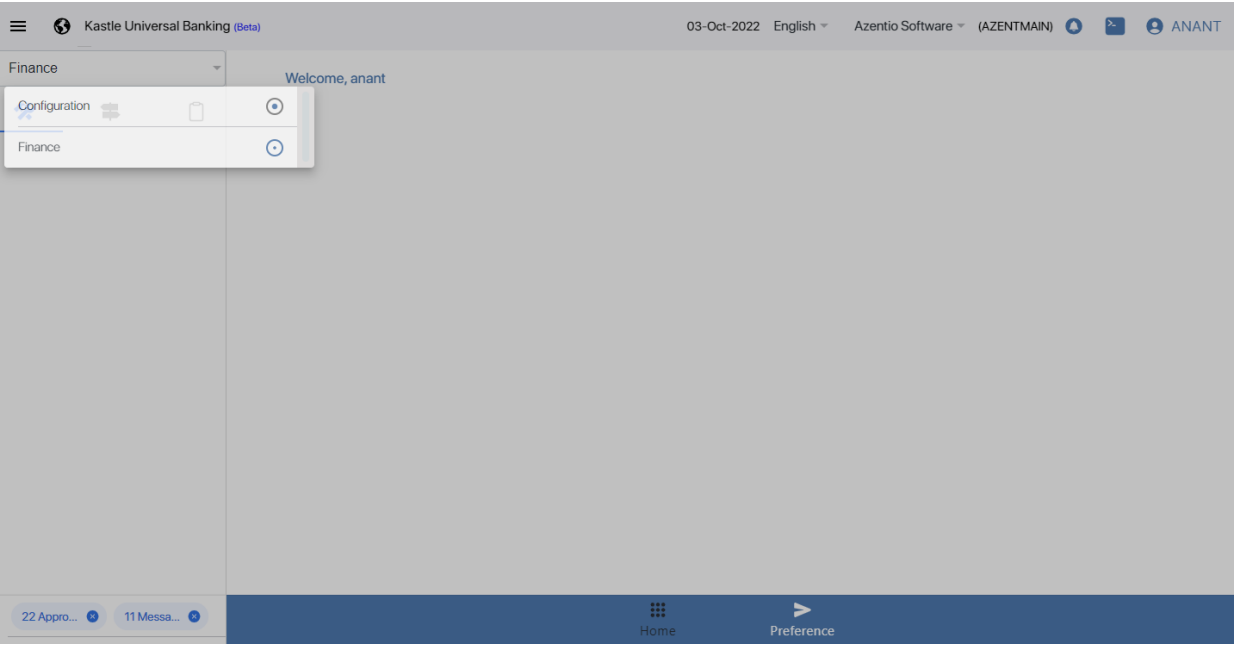 Kastle Universal Banking (Beta)
03-Oct-2022 English Azentio Software (AZENTMAIN) ANANT
Finance
Welcome, anant
Configuration
Finance
22 Appro... 11 Messa...
Home Preference